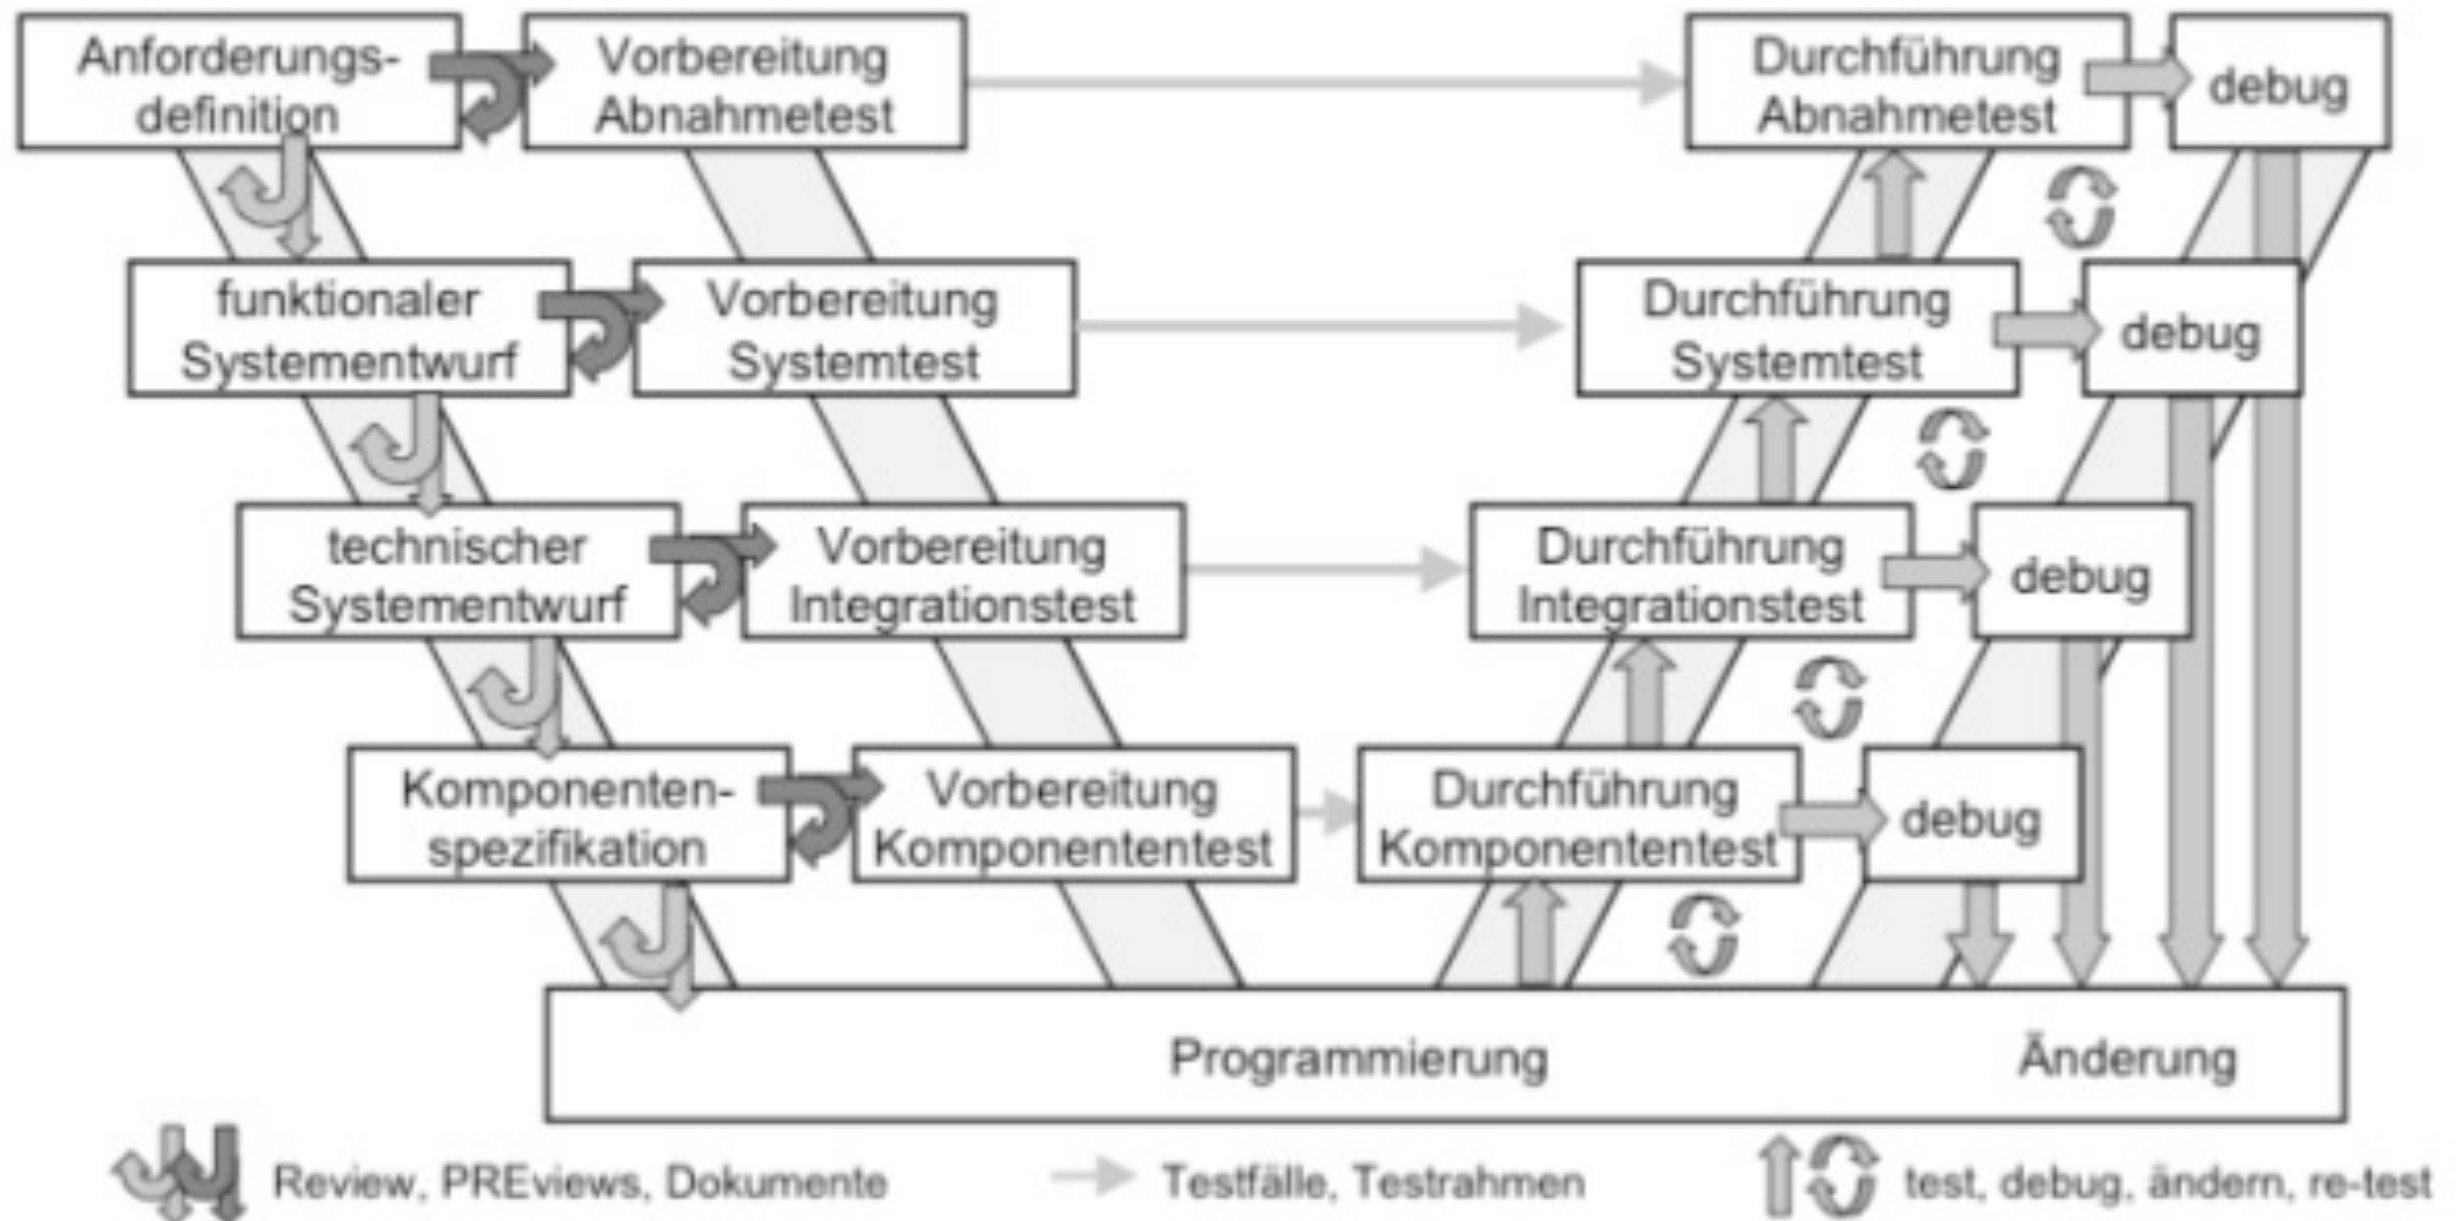 Anforderungs-
definition
Vorbereitung
Abnahmetest
Durchführung
Abnahmetest
debug
funktionaler
Systementwurf
Vorbereitung
Systemtest
Durchführung
Systemtest
debug
technischer
Systementwurf
Vorbereitung
Integrationstest
Durchführung
Integrationstest
debug
Komponenten-
spezifikation
Vorbereitung
Komponententest
Durchführung
Komponententest
debug
Programmierung
Änderung
Review, PREviews, Dokumente
Testfälle, Testrahmen
test, debug, ändern, re-test